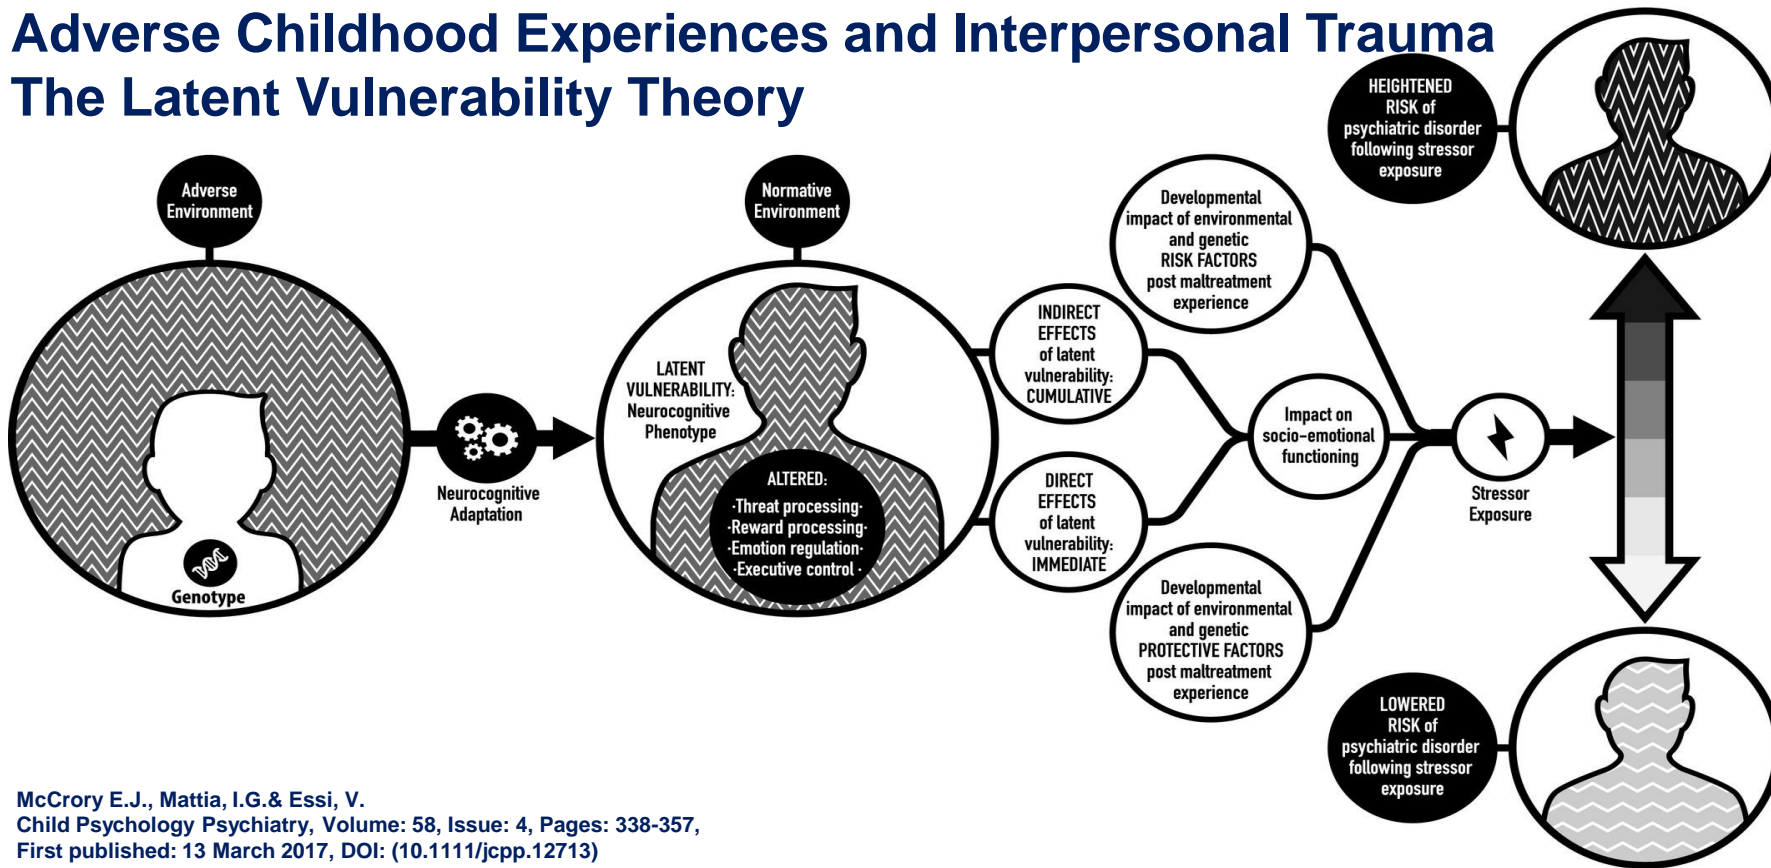 Adverse Childhood Experiences and Interpersonal Trauma
The Latent Vulnerability Theory
Adverse
Environment
Genotype
Neurocognitive
Adaptation
Normative
Environment
LATENT
VULNERABILITY:
Neurocognitive
Phenotype
ALTERED:
·Threat processing·
·Reward processing·
·Emotion regulation·
·Executive control ·
INDIRECT
EFFECTS
of latent
vulnerability:
CUMULATIVE
DIRECT
EFFECTS
of latent
vulnerability:
IMMEDIATE
Developmental
impact of environmental
and genetic
RISK FACTORS
post maltreatment
experience
Impact on
socio-emotional
functioning
Developmental
impact of environmental
and genetic
PROTECTIVE FACTORS
post maltreatment
experience
Stressor
Exposure
HEIGHTENED
RISK of
psychiatric disorder
following stressor
exposure
LOWERED
RISK of
psychiatric disorder
following stressor
exposure
McCrory E.J., Mattia, I.G.& Essi, V.
Child Psychology Psychiatry, Volume: 58, Issue: 4, Pages: 338-357,
First published: 13 March 2017, DOI: (10.1111/jcpp.12713)